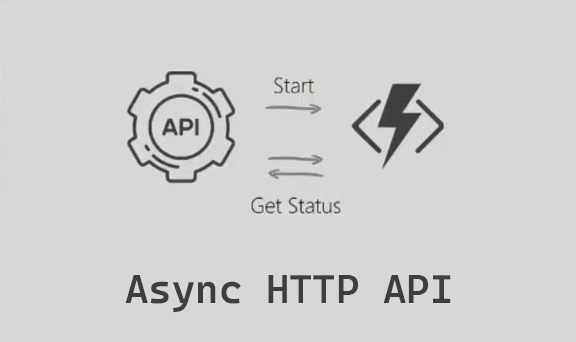 Start
API
Get Status
Async HTTP API